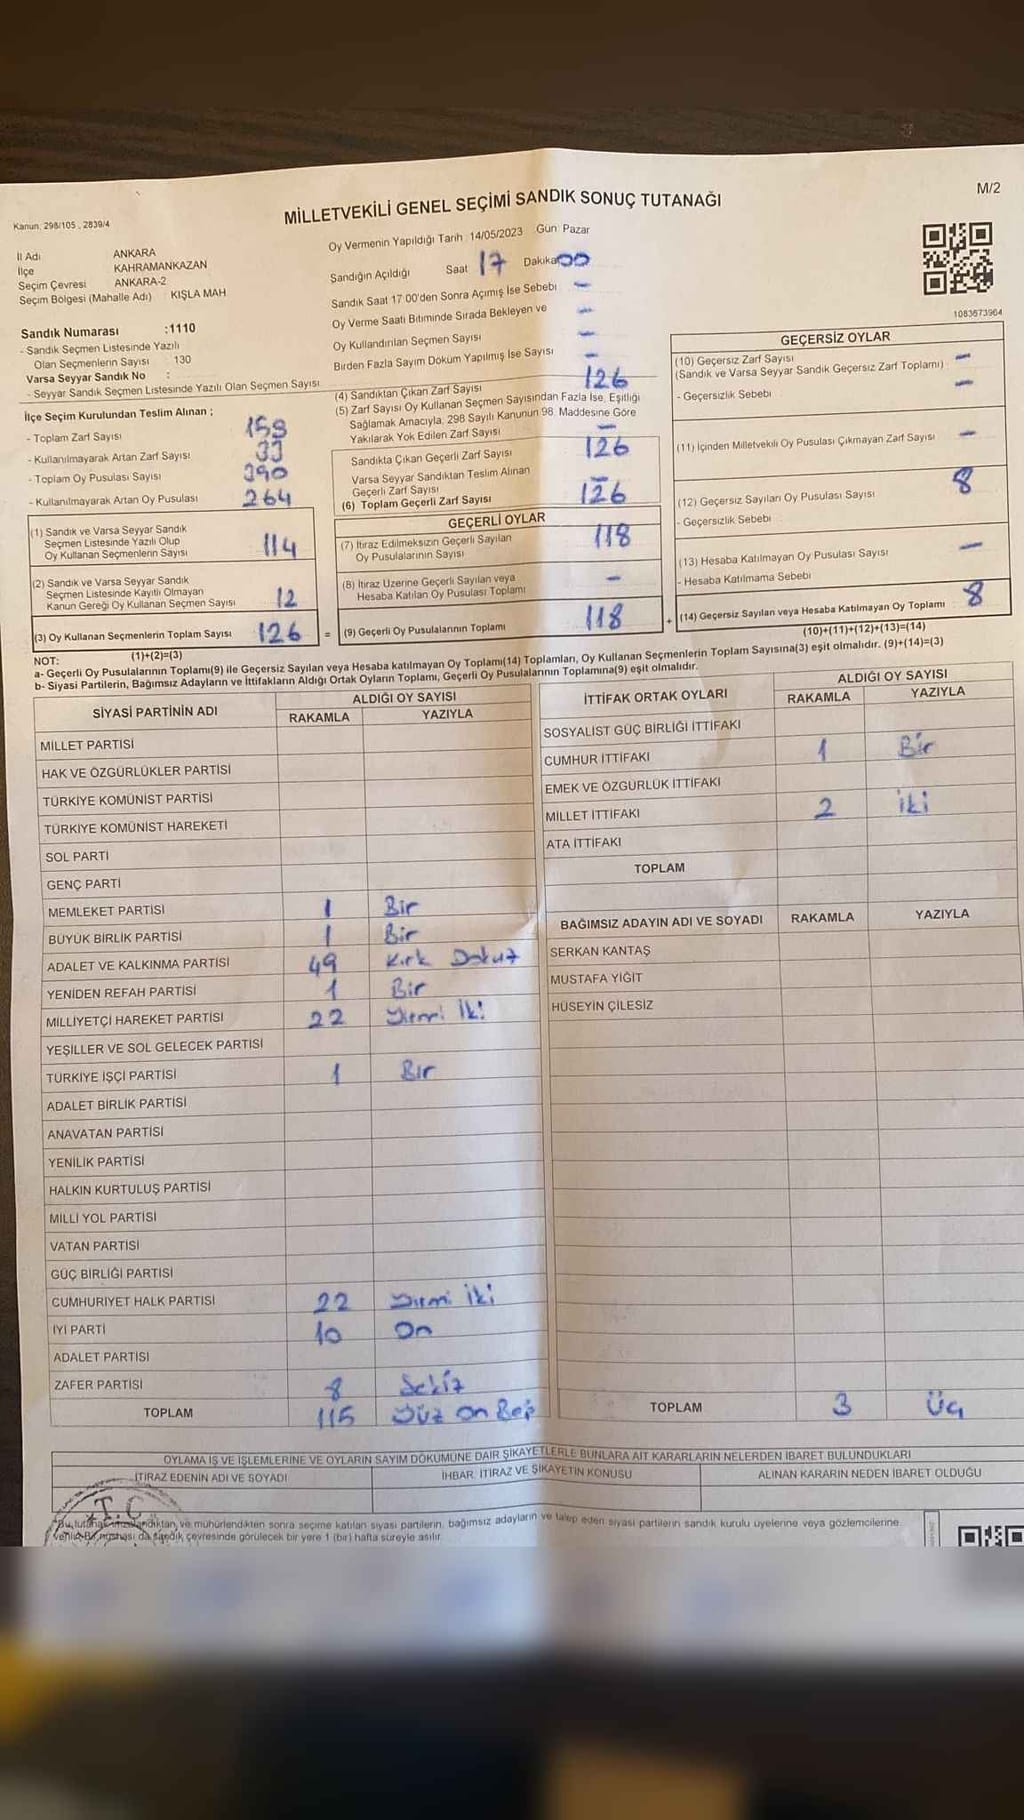 M/2
Kanun: 298/105, 2839/4
MİLLETVEKİLİ GENEL SEÇİMİ SANDIK SONUÇ TUTANAĞI
İl Adı ANKARA
İlçe KAHRAMANKAZAN
Seçim Çevresi ANKARA-2
Seçim Bölgesi (Mahalle Adı) KIŞLA MAH
Sandık Numarası :1110
- Sandık Seçmen Listesinde Yazılı
Olan Seçmenlerin Sayısı : 130
Varsa Seyyar Sandık No :
- Seyyar Sandık Seçmen Listesinde Yazılı Olan Seçmen Sayısı
Oy Vermenin Yapıldığı Tarih : 14/05/2023 Gün: Pazar
Sandığın Açıldığı Saat 17 Dakika 00
Sandık Saat 17:00'den Sonra Açımış İse Sebebi -
Oy Verme Saati Bitiminde Sırada Bekleyen ve -
Oy Kullandırılan Seçmen Sayısı -
Birden Fazla Sayım Döküm Yapılmış İse Sayısı -
1083673964
İlçe Seçim Kurulundan Teslim Alınan ;
- Toplam Zarf Sayısı 159
- Kullanılmayarak Artan Zarf Sayısı 33
- Toplam Oy Pusulası Sayısı 390
- Kullanılmayarak Artan Oy Pusulası 264
(1) Sandık ve Varsa Seyyar Sandık
Seçmen Listesinde Yazılı Olup
Oy Kullanan Seçmenlerin Sayısı 114
(2) Sandık ve Varsa Seyyar Sandık
Seçmen Listesinde Kayıtlı Olmayan
Kanun Gereği Oy Kullanan Seçmen Sayısı 12
(3) Oy Kullanan Seçmenlerin Toplam Sayısı 126 =
(1)+(2)=(3)
(4) Sandıktan Çıkan Zarf Sayısı 126
(5) Zarf Sayısı Oy Kullanan Seçmen Sayısından Fazla İse, Eşitliği
Sağlamak Amacıyla, 298 Sayılı Kanunun 98. Maddesine Göre
Yakılarak Yok Edilen Zarf Sayısı -
Sandıkta Çıkan Geçerli Zarf Sayısı 126
Varsa Seyyar Sandıktan Teslim Alınan
Geçerli Zarf Sayısı -
(6) Toplam Geçerli Zarf Sayısı 126
GEÇERLİ OYLAR
(7) İtiraz Edilmeksizin Geçerli Sayılan
Oy Pusulalarının Sayısı 118
(8) İtiraz Üzerine Geçerli Sayılan veya
Hesaba Katılan Oy Pusulası Toplamı -
(9) Geçerli Oy Pusulalarının Toplamı 118 +
GEÇERSİZ OYLAR
(10) Geçersiz Zarf Sayısı -
(Sandık ve Varsa Seyyar Sandık Geçersiz Zarf Toplamı)
- Geçersizlik Sebebi -
(11) İçinden Milletvekili Oy Pusulası Çıkmayan Zarf Sayısı -
(12) Geçersiz Sayılan Oy Pusulası Sayısı 8
- Geçersizlik Sebebi
(13) Hesaba Katılmayan Oy Pusulası Sayısı -
- Hesaba Katılmama Sebebi
(14) Geçersiz Sayılan veya Hesaba Katılmayan Oy Toplamı 8
(10)+(11)+(12)+(13)=(14)
NOT:
a- Geçerli Oy Pusulalarının Toplamı(9) ile Geçersiz Sayılan veya Hesaba katılmayan Oy Toplamı(14) Toplamları, Oy Kullanan Seçmenlerin Toplam Sayısına(3) eşit olmalıdır. (9)+(14)=(3)
b- Siyasi Partilerin, Bağımsız Adayların ve İttifakların Aldığı Ortak Oyların Toplamı, Geçerli Oy Pusulalarının Toplamına(9) eşit olmalıdır.
SİYASİ PARTİNİN ADI ALDIĞI OY SAYISI
RAKAMLA YAZIYLA
MİLLET PARTİSİ
HAK VE ÖZGÜRLÜKLER PARTİSİ
TÜRKİYE KOMÜNİST PARTİSİ
TÜRKİYE KOMÜNİST HAREKETİ
SOL PARTİ
GENÇ PARTİ
MEMLEKET PARTİSİ 1 Bir
BÜYÜK BİRLİK PARTİSİ 1 Bir
ADALET VE KALKINMA PARTİSİ 49 Kırk Dokuz
YENİDEN REFAH PARTİSİ 1 Bir
MİLLİYETÇİ HAREKET PARTİSİ 22 Yirmi İki
YEŞİLLER VE SOL GELECEK PARTİSİ
TÜRKİYE İŞÇİ PARTİSİ 1 Bir
ADALET BİRLİK PARTİSİ
ANAVATAN PARTİSİ
YENİLİK PARTİSİ
HALKIN KURTULUŞ PARTİSİ
MİLLİ YOL PARTİSİ
VATAN PARTİSİ
GÜÇ BİRLİĞİ PARTİSİ
CUMHURİYET HALK PARTİSİ 22 Yirmi İki
İYİ PARTİ 10 On
ADALET PARTİSİ
ZAFER PARTİSİ 8 Sekiz
TOPLAM 115 Yüz On Beş
İTTİFAK ORTAK OYLARI ALDIĞI OY SAYISI
RAKAMLA YAZIYLA
SOSYALİST GÜÇ BİRLİĞİ İTTİFAKI
CUMHUR İTTİFAKI 1 Bir
EMEK VE ÖZGÜRLÜK İTTİFAKI
MİLLET İTTİFAKI 2 İki
ATA İTTİFAKI
TOPLAM
BAĞIMSIZ ADAYIN ADI VE SOYADI RAKAMLA YAZIYLA
SERKAN KANTAŞ
MUSTAFA YİĞİT
HÜSEYİN ÇİLESİZ
TOPLAM 3 Üç
OYLAMA İŞ VE İŞLEMLERİNE VE OYLARIN SAYIM DÖKÜMÜNE DAİR ŞİKAYETLERLE BUNLARA AİT KARARLARIN NELERDEN İBARET BULUNDUKLARI
İTİRAZ EDENİN ADI VE SOYADI İHBAR, İTİRAZ VE ŞİKAYETİN KONUSU ALINAN KARARIN NEDEN İBARET OLDUĞU
T.C.
Bu tutanak imzalandıktan ve mühürlendikten sonra seçime katılan siyasi partilerin, bağımsız adayların ve talep eden siyasi partilerin sandık kurulu üyelerine veya gözlemcilerine
verilir. Bir nüshası da sandık çevresinde görülecek bir yere 1 (bir) hafta süreyle asılır.